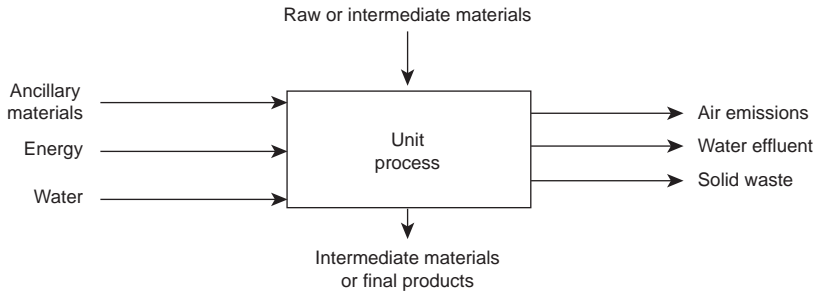 Raw or intermediate materials
Ancillary
materials
Energy
Water
Unit
process
Air emissions
Water effluent
Solid waste
Intermediate materials
or final products